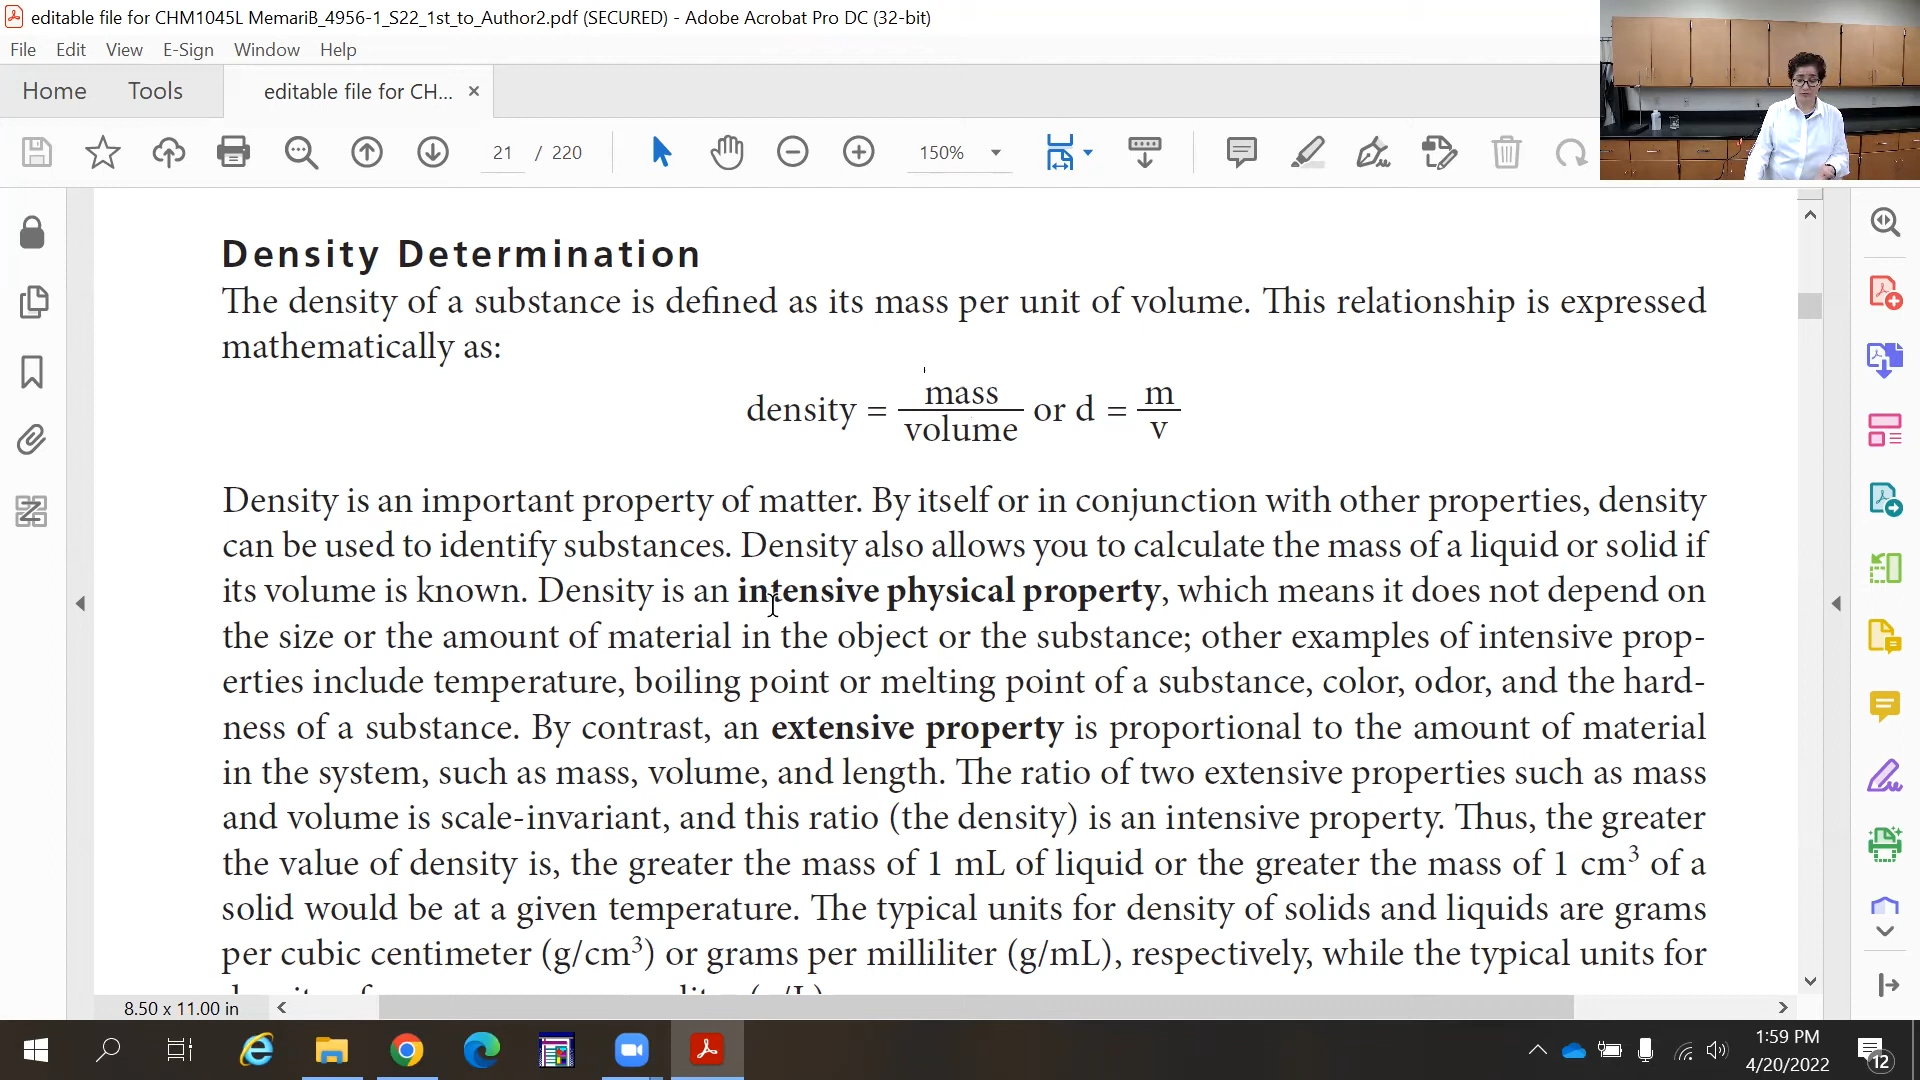 editable file for CHM1045L MemariB_4956-1_S22_1st_to_Author2.pdf (SECURED) - Adobe Acrobat Pro DC (32-bit)
File Edit View E-Sign Window Help
Home Tools editable file for CH... ×
21 / 220 150%
Density Determination
The density of a substance is defined as its mass per unit of volume. This relationship is expressed
mathematically as:
density = mass/volume or d = m/v
Density is an important property of matter. By itself or in conjunction with other properties, density
can be used to identify substances. Density also allows you to calculate the mass of a liquid or solid if
its volume is known. Density is an intensive physical property, which means it does not depend on
the size or the amount of material in the object or the substance; other examples of intensive prop-
erties include temperature, boiling point or melting point of a substance, color, odor, and the hard-
ness of a substance. By contrast, an extensive property is proportional to the amount of material
in the system, such as mass, volume, and length. The ratio of two extensive properties such as mass
and volume is scale-invariant, and this ratio (the density) is an intensive property. Thus, the greater
the value of density is, the greater the mass of 1 mL of liquid or the greater the mass of 1 cm³ of a
solid would be at a given temperature. The typical units for density of solids and liquids are grams
per cubic centimeter (g/cm³) or grams per milliliter (g/mL), respectively, while the typical units for
8.50 x 11.00 in
1:59 PM
4/20/2022
12